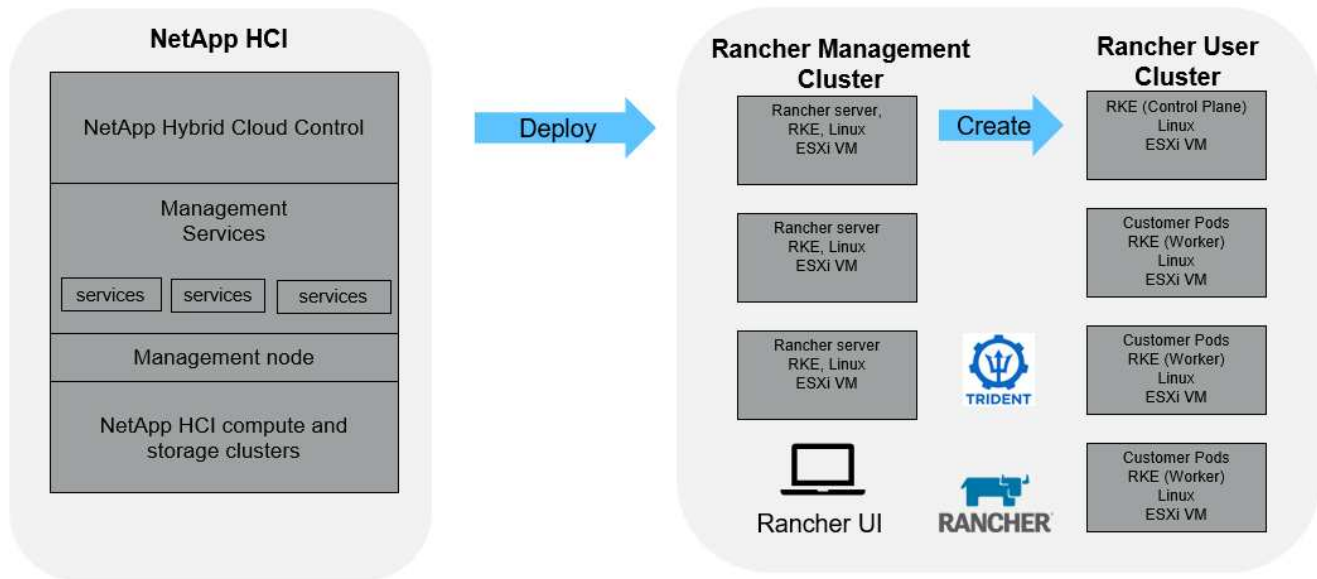 NetApp HCI
NetApp Hybrid Cloud Control
Management
Services
services
services
services
Management node
NetApp HCI compute and
storage clusters
Deploy
Rancher Management
Cluster
Rancher server,
RKE, Linux
ESXi VM
Rancher server
RKE, Linux
ESXi VM
Rancher server
RKE, Linux
ESXi VM
Rancher UI
Create
TRIDENT
RANCHER
Rancher User
Cluster
RKE (Control Plane)
Linux
ESXi VM
Customer Pods
RKE (Worker)
Linux
ESXi VM
Customer Pods
RKE (Worker)
Linux
ESXi VM
Customer Pods
RKE (Worker)
Linux
ESXi VM